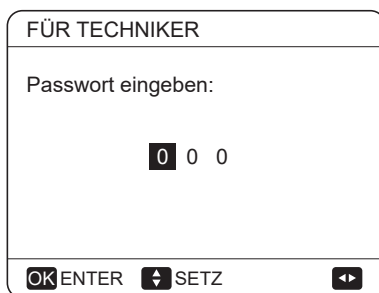 FÜR TECHNIKER
Passwort eingeben:
0 0 0
OK ENTER SETZ